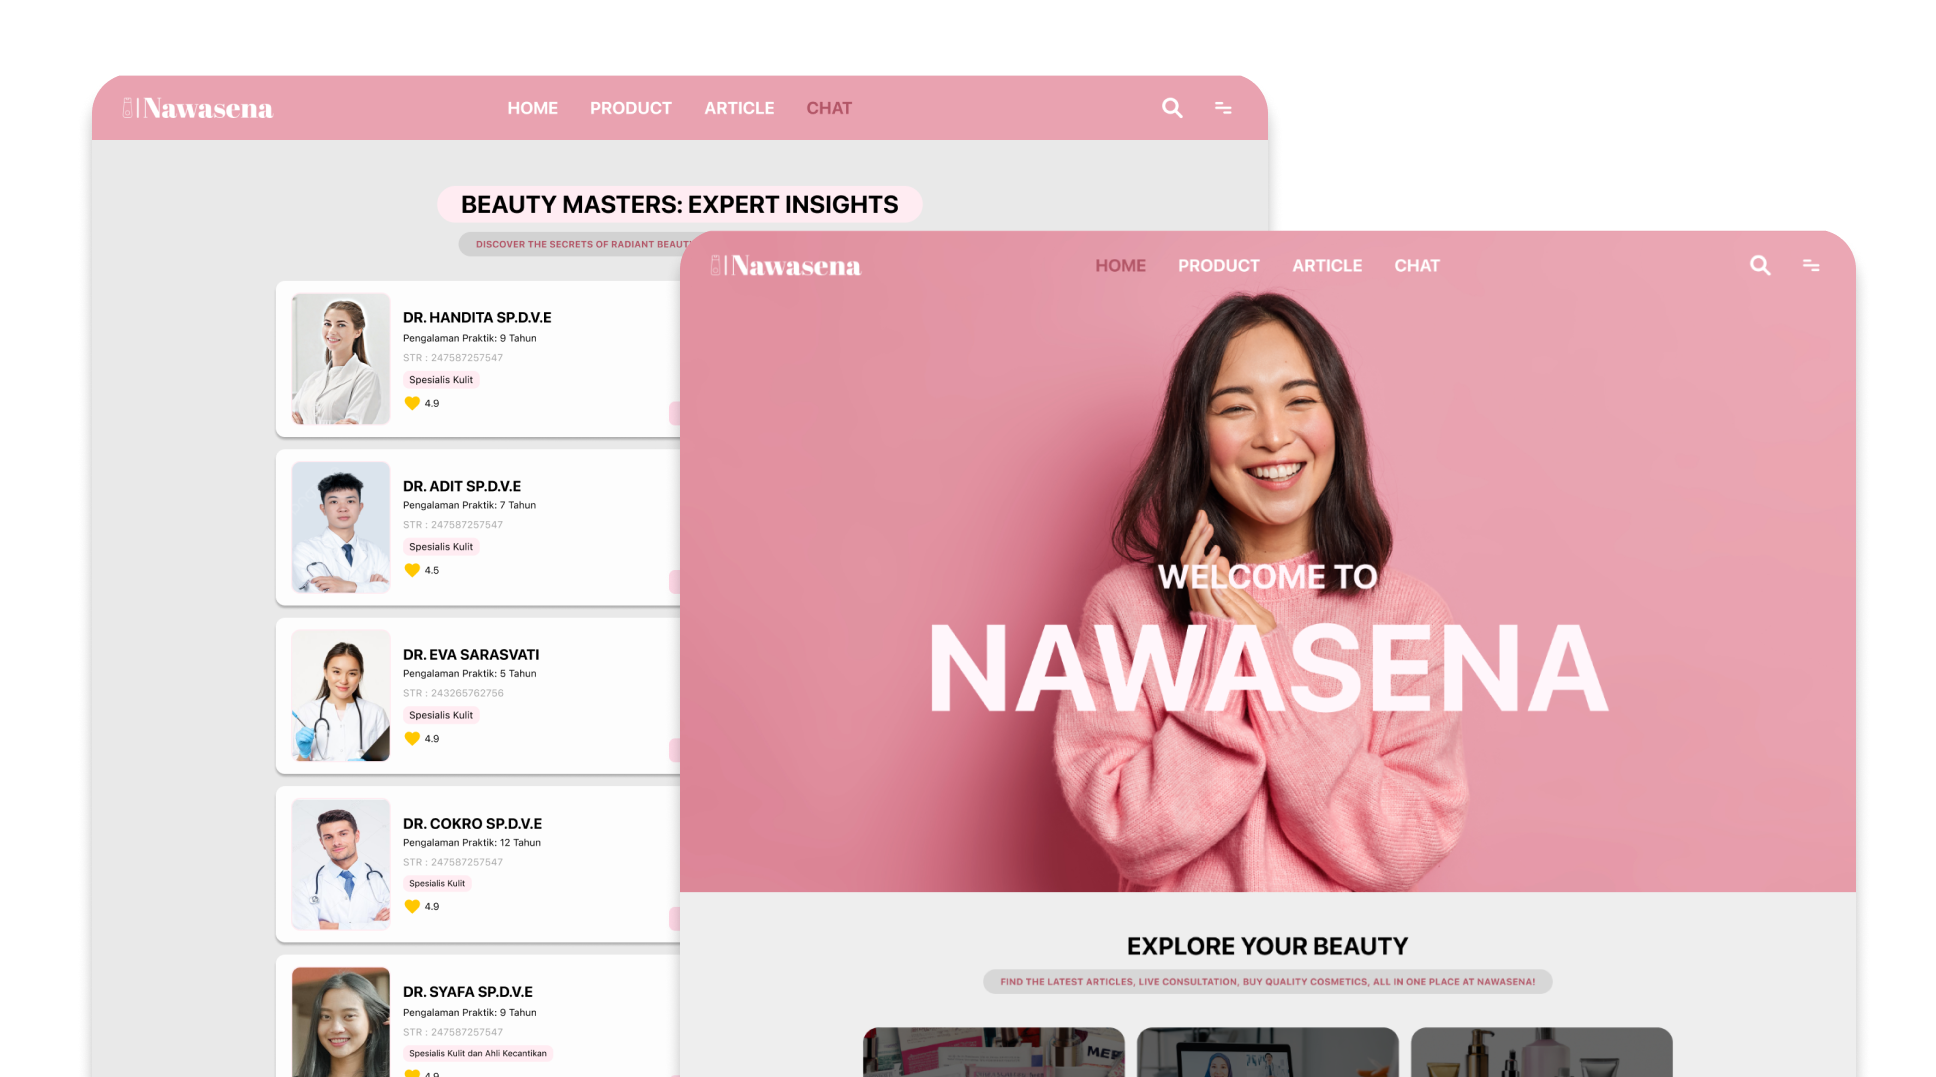 Nawasena
HOME PRODUCT ARTICLE CHAT
BEAUTY MASTERS: EXPERT INSIGHTS
DISCOVER THE SECRETS OF RADIANT
DR. HANDITA SP.D.V.E
Pengalaman Praktik: 9 Tahun
STR : 247587257547
Spesialis Kulit
4.9
DR. ADIT SP.D.V.E
Pengalaman Praktik: 7 Tahun
STR : 247587257547
Spesialis Kulit
4.5
DR. EVA SARASVATI
Pengalaman Praktik: 5 Tahun
STR : 243265762756
Spesialis Kulit
4.9
DR. COKRO SP.D.V.E
Pengalaman Praktik: 12 Tahun
STR : 247587257547
Spesialis Kulit
4.9
DR. SYAFA SP.D.V.E
Pengalaman Praktik: 9 Tahun
STR : 247587257547
Spesialis Kulit dan Ahli Kecantikan
4.9
Nawasena
HOME PRODUCT ARTICLE CHAT
WELCOME TO
NAWASENA
EXPLORE YOUR BEAUTY
FIND THE LATEST ARTICLES, LIVE CONSULTATION, BUY QUALITY COSMETICS, ALL IN ONE PLACE AT NAWASENA!